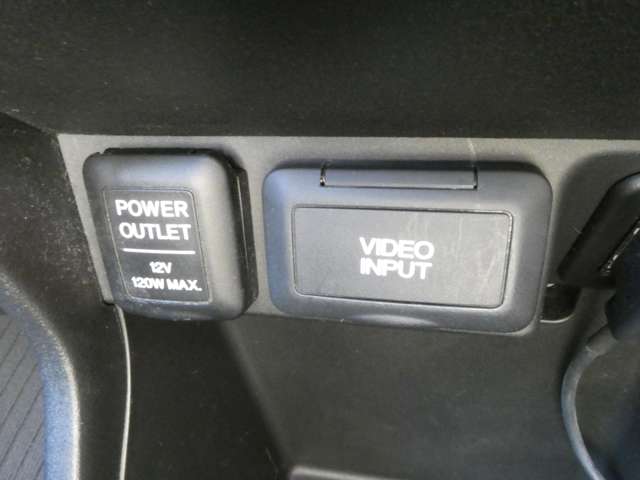 POWER
OUTLET
12V
120W MAX.
VIDEO
INPUT